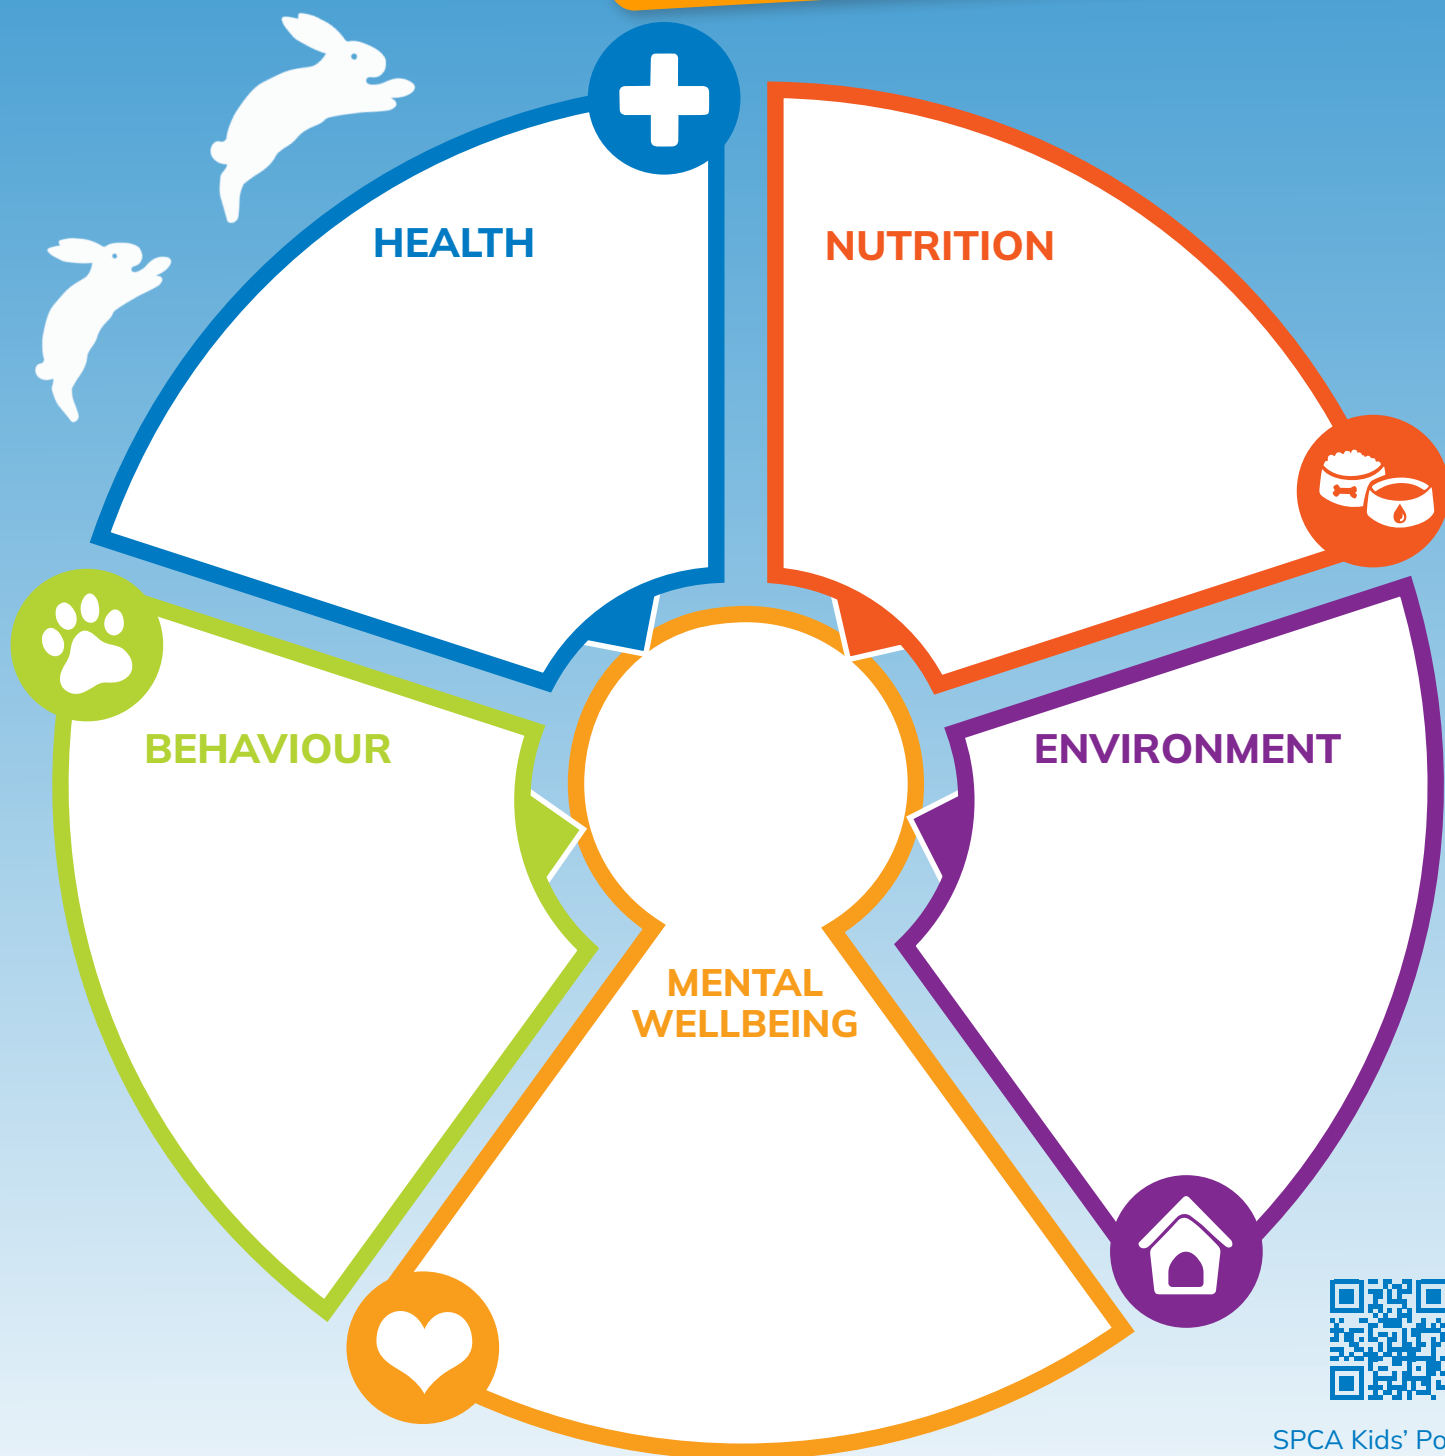 HEALTH
NUTRITION
BEHAVIOUR
ENVIRONMENT
MENTAL
WELLBEING
SPCA Kids' Po